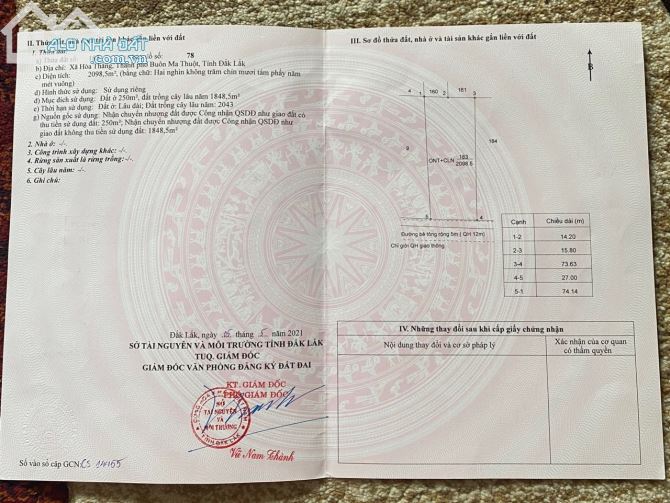 II. Thửa đất, nhà ở và tài sản khác gắn liền với đất
1. Thửa đất:
a) Thửa đất số: 78
ALO NHÀ ĐẤT
b) Địa chỉ: Xã Hòa Thắng, Thành phố Buôn Ma Thuột, Tỉnh Đắk Lắk
c) Diện tích: 2098,5m², (bằng chữ: Hai nghìn không trăm chín mươi tám phẩy năm
mét vuông)
d) Hình thức sử dụng: Sử dụng riêng
đ) Mục đích sử dụng: Đất ở 250m², đất trồng cây lâu 1848,5m²
e) Thời hạn sử dụng: Đất ở: Lâu dài; Đất trồng cây lâu năm: 2043
g) Nguồn gốc sử dụng: Nhận chuyển nhượng đất được Công nhận QSDĐ như giao đất có
thu tiền sử dụng đất: 250m²; Nhận chuyển nhượng đất được Công nhận QSDĐ như
giao đất không thu tiền sử dụng đất: 1848,5m²
2. Nhà ở: -/-
3. Công trình xây dựng khác: -/-
4. Rừng sản xuất là rừng trồng: -/-
5. Cây lâu năm: -/-
6. Ghi chú:
Đắk Lắk, ngày tháng 5 năm 2021
SỞ TÀI NGUYÊN VÀ MÔI TRƯỜNG TỈNH ĐẮK LẮK
TUQ. GIÁM ĐỐC
GIÁM ĐỐC VĂN PHÒNG ĐĂNG KÝ ĐẤT ĐAI
KT. GIÁM ĐỐC
PHÓ GIÁM ĐỐC
SỞ
TÀI NGUYÊN
VÀ
MÔI TRƯỜNG
TỈNH ĐẮK LẮK
Vũ Nam Thành
Số vào sổ cấp GCN: CS
III. Sơ đồ thửa đất, nhà ở và tài sản khác gắn liền với đất
B
4 1 160 2 161 3
9
184
ONT+CLN 183
2098.5
5 4
Đường bê tông rộng 5m ( QH 12m)
Chỉ giới QH giao thông
Cạnh Chiều dài (m)
1-2 14.20
2-3 15.80
3-4 73.63
4-5 27.00
5-1 74.14
IV. Những thay đổi sau khi cấp giấy chứng nhận
Nội dung thay đổi và cơ sở pháp lý
Xác nhận của cơ quan
có thẩm quyền